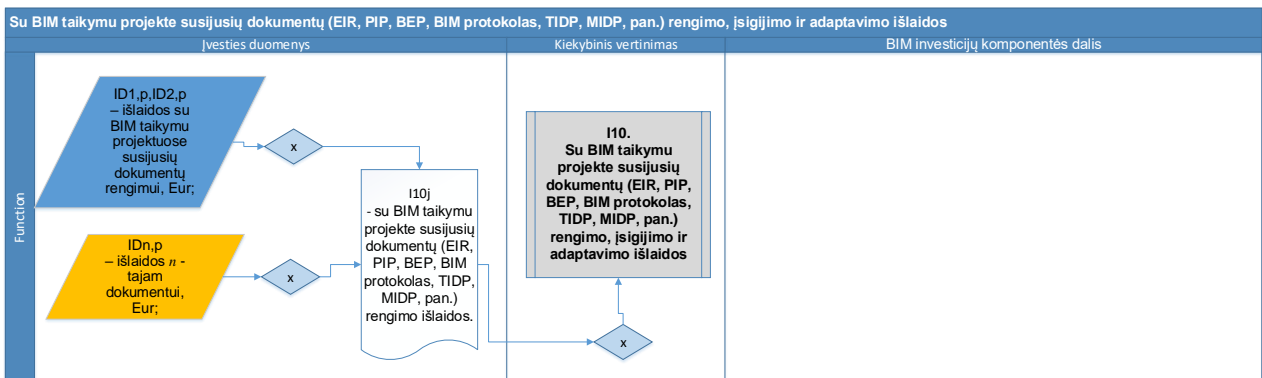 Su BIM taikymu projekte susijusių dokumentų (EIR, PIP, BEP, BIM protokolas, TIDP, MIDP, pan.) rengimo, įsigijimo ir adaptavimo išlaidos
Įvesties duomenys
Kiekybinis vertinimas
BIM investicijų komponentės dalis
Function
ID1,p,ID2,p
– išlaidos su
BIM taikymu
projektuose
susijusių
dokumentų
rengimui, Eur;
x
IDn,p
– išlaidos n -
tajam
dokumentui,
Eur;
x
I10j
- su BIM taikymu
projekte susijusių
dokumentų (EIR,
PIP, BEP, BIM
protokolas, TIDP,
MIDP, pan.)
rengimo išlaidos.
I10.
Su BIM taikymu
projekte susijusių
dokumentų (EIR, PIP,
BEP, BIM protokolas,
TIDP, MIDP, pan.)
rengimo, įsigijimo ir
adaptavimo išlaidos
x